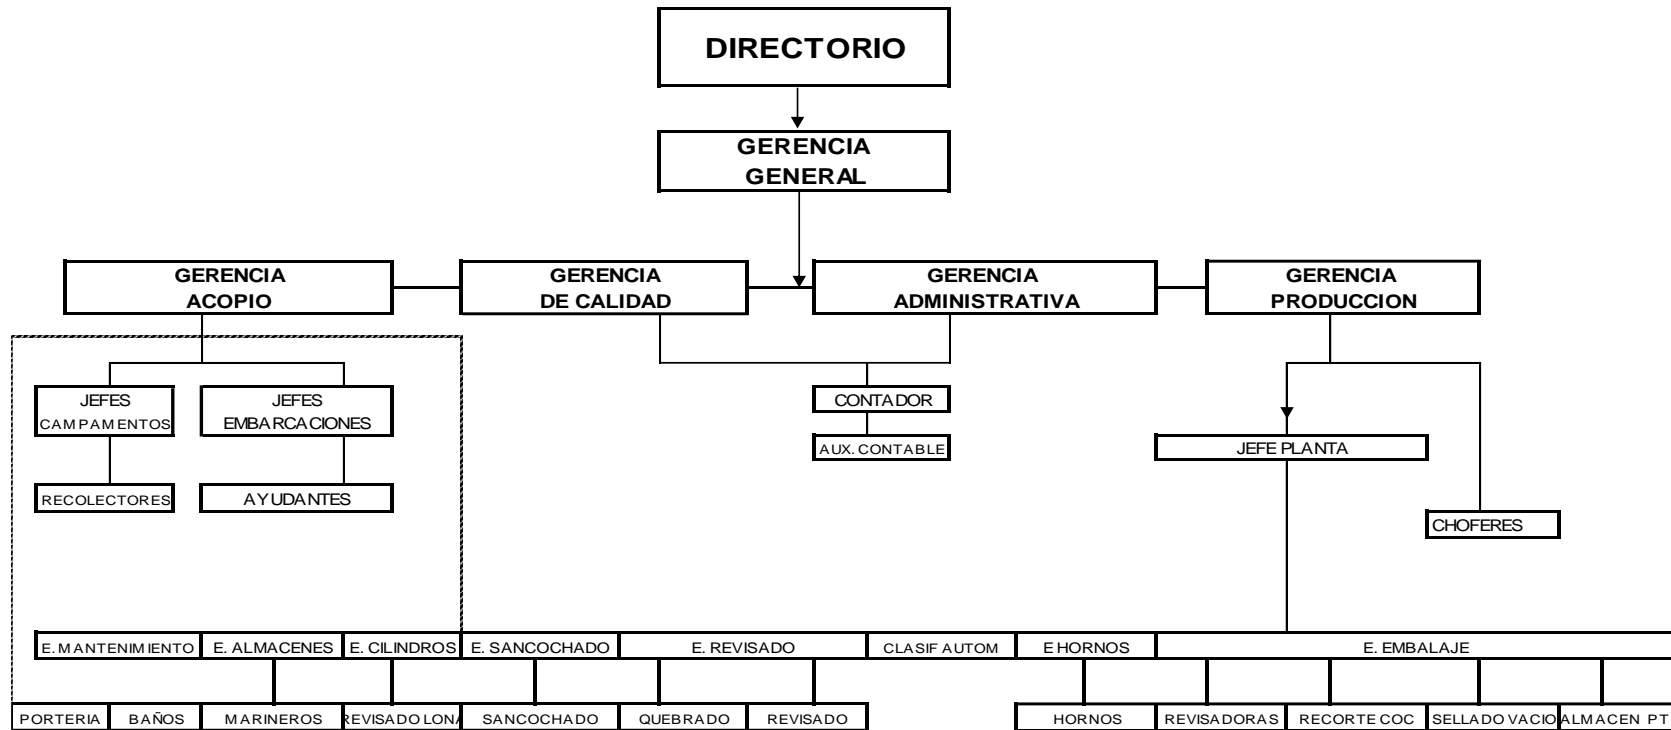 DIRECTORIO
GERENCIA
GENERAL
GERENCIA
ACOPIO
GERENCIA
DE CALIDAD
GERENCIA
ADMINISTRATIVA
GERENCIA
PRODUCCION
JEFES
CAMPAMENTOS
JEFES
EMBARCACIONES
CONTADOR
AUX. CONTABLE
JEFE PLANTA
RECOLECTORES
AYUDANTES
CHOFERES
E. MANTENIMIENTO
E. ALMACENES
E. CILINDROS
E. SANCOCHADO
E. REVISADO
CLASIF AUTOM
E HORNOS
E. EMBALAJE
PORTERIA
BAÑOS
MARINEROS
REVISADO LONA
SANCOCHADO
QUEBRADO
REVISADO
HORNOS
REVISADORAS
RECORTE COC
SELLADO VACIO
ALMACEN PT